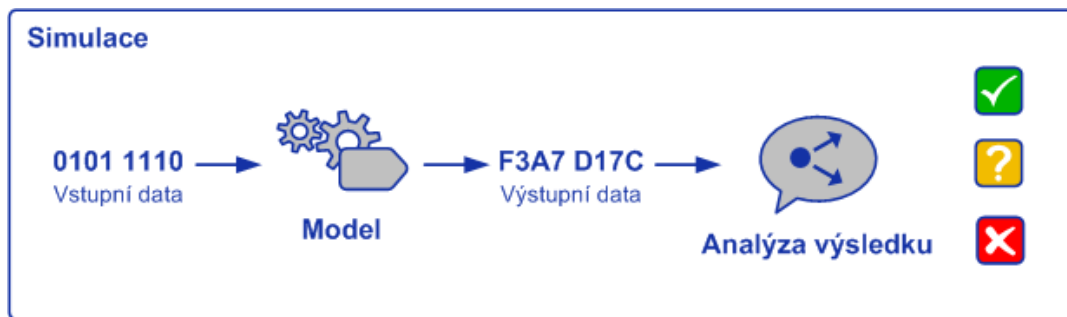 Simulace
0101 1110
Vstupní data
Model
F3A7 D17C
Výstupní data
Analýza výsledku
?